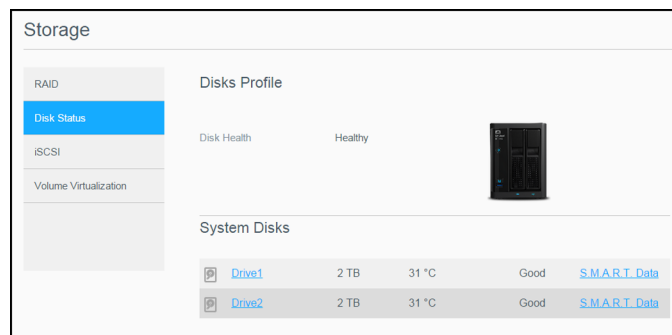 Storage
RAID
Disk Status
iSCSI
Volume Virtualization
Disks Profile
Disk Health Healthy
System Disks
Drive1 2 TB 31 °C Good S.M.A.R.T. Data
Drive2 2 TB 31 °C Good S.M.A.R.T. Data